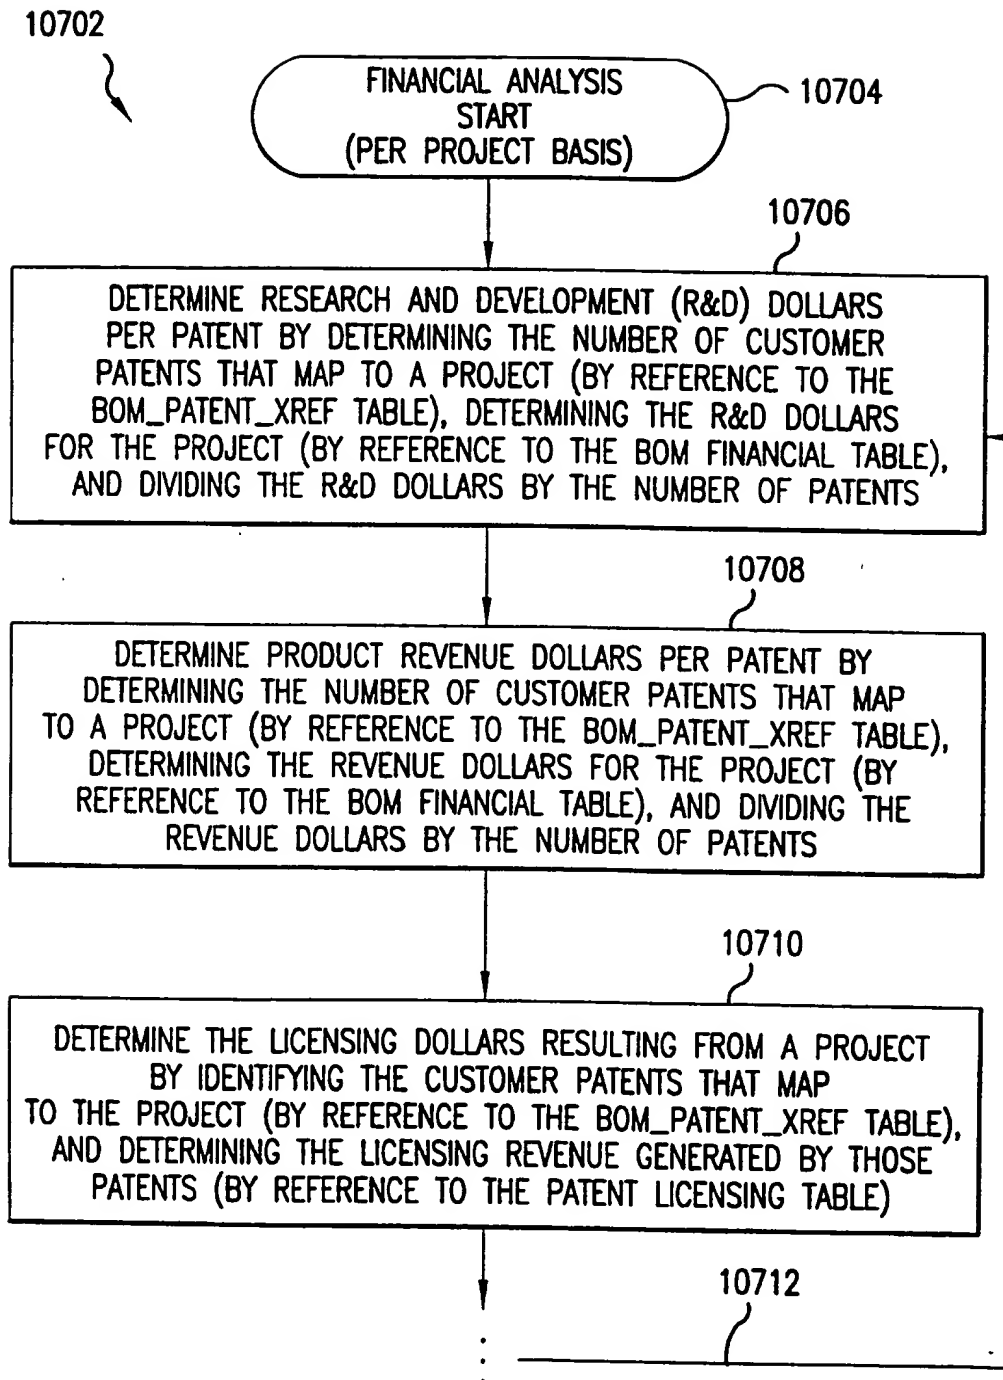 10702
FINANCIAL ANALYSIS
START
(PER PROJECT BASIS)
10704
10706
DETERMINE RESEARCH AND DEVELOPMENT (R&D) DOLLARS
PER PATENT BY DETERMINING THE NUMBER OF CUSTOMER
PATENTS THAT MAP TO A PROJECT (BY REFERENCE TO THE
BOM_PATENT_XREF TABLE), DETERMINING THE R&D DOLLARS
FOR THE PROJECT (BY REFERENCE TO THE BOM FINANCIAL TABLE),
AND DIVIDING THE R&D DOLLARS BY THE NUMBER OF PATENTS
10708
DETERMINE PRODUCT REVENUE DOLLARS PER PATENT BY
DETERMINING THE NUMBER OF CUSTOMER PATENTS THAT MAP
TO A PROJECT (BY REFERENCE TO THE BOM_PATENT_XREF TABLE),
DETERMINING THE REVENUE DOLLARS FOR THE PROJECT (BY
REFERENCE TO THE BOM FINANCIAL TABLE), AND DIVIDING THE
REVENUE DOLLARS BY THE NUMBER OF PATENTS
10710
DETERMINE THE LICENSING DOLLARS RESULTING FROM A PROJECT
BY IDENTIFYING THE CUSTOMER PATENTS THAT MAP
TO THE PROJECT (BY REFERENCE TO THE BOM_PATENT_XREF TABLE),
AND DETERMINING THE LICENSING REVENUE GENERATED BY THOSE
PATENTS (BY REFERENCE TO THE PATENT LICENSING TABLE)
10712